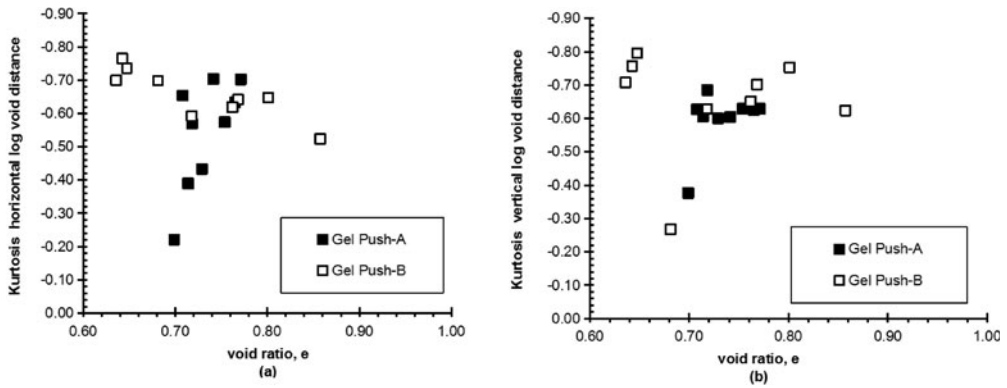 Kurtosis horizontal log void distance
-0.90
-0.80
-0.70
-0.60
-0.50
-0.40
-0.30
-0.20
-0.10
0.00
Gel Push-A
Gel Push-B
0.60 0.70 0.80 0.90 1.00
void ratio, e
(a)
Kurtosis vertical log void distance
-0.90
-0.80
-0.70
-0.60
-0.50
-0.40
-0.30
-0.20
-0.10
0.00
Gel Push-A
Gel Push-B
0.60 0.70 0.80 0.90 1.00
void ratio, e
(b)